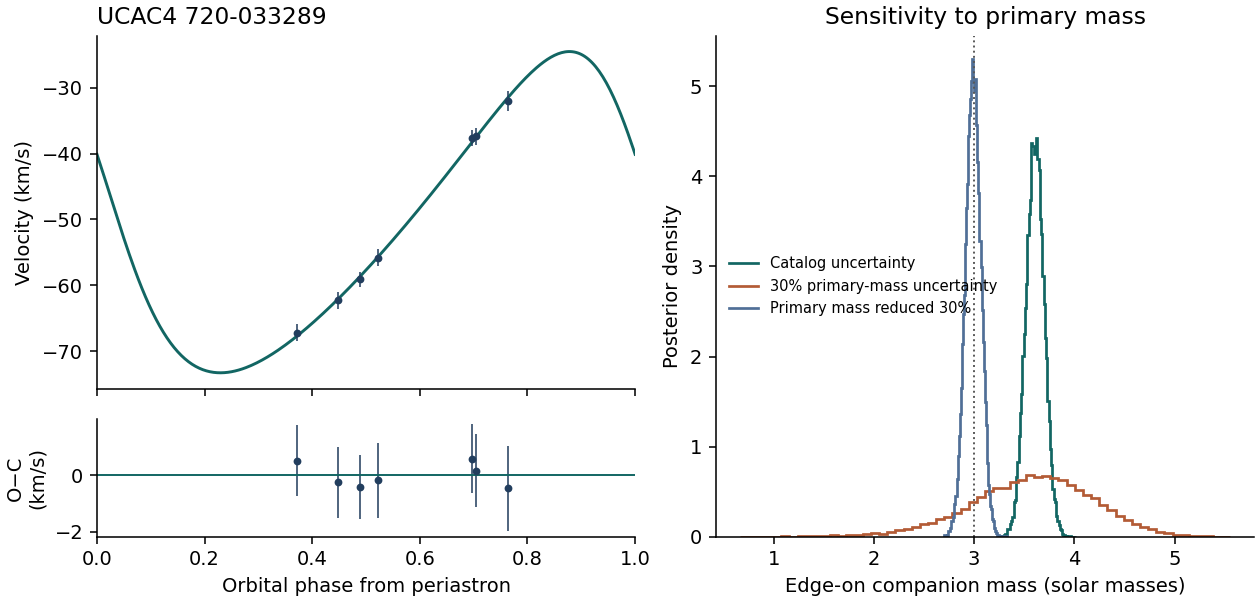 UCAC4 720-033289
Velocity (km/s)
−30
−40
−50
−60
−70
O−C
(km/s)
0
−2
0.0
0.2
0.4
0.6
0.8
1.0
Orbital phase from periastron
Sensitivity to primary mass
Posterior density
5
4
3
2
1
0
Catalog uncertainty
30% primary-mass uncertainty
Primary mass reduced 30%
1
2
3
4
5
Edge-on companion mass (solar masses)